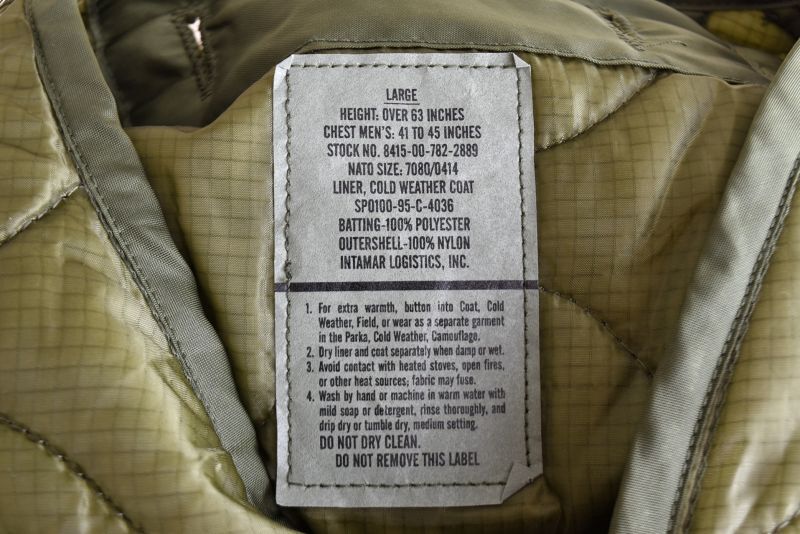 LARGE
HEIGHT: OVER 63 INCHES
CHEST MEN'S: 41 TO 45 INCHES
STOCK NO. 8415-00-782-2889
NATO SIZE: 7080/0414
LINER, COLD WEATHER COAT
SPO100-95-C-4036
BATTING-100% POLYESTER
OUTERSHELL-100% NYLON
INTAMAR LOGISTICS, INC.
1. For extra warmth, button into Coat, Cold
Weather, Field, or wear as a separate garment
in the Parka, Cold Weather, Camouflage.
2. Dry liner and coat separately when damp or wet.
3. Avoid contact with heated stoves, open fires,
or other heat sources; fabric may fuse.
4. Wash by hand or machine in warm water with
mild soap or detergent, rinse thoroughly, and
drip dry or tumble dry, medium setting.
DO NOT DRY CLEAN.
DO NOT REMOVE THIS LABEL